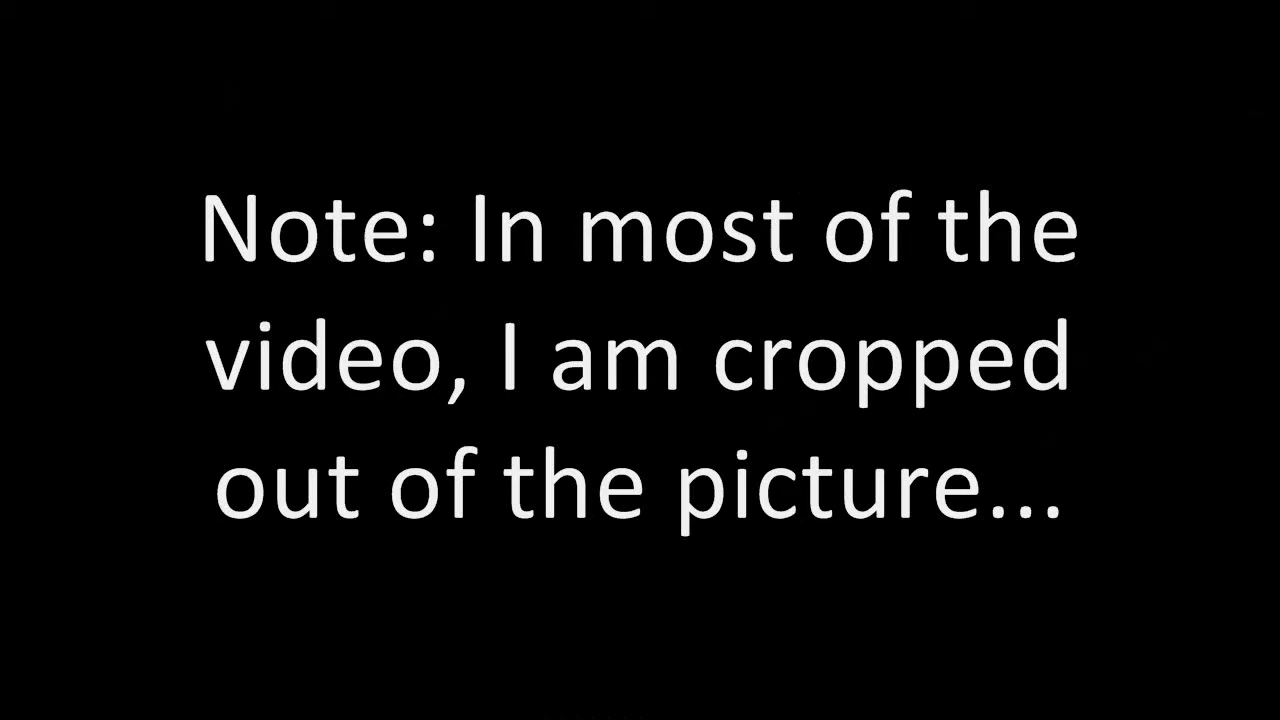 Note: In most of the
video, I am cropped
out of the picture...